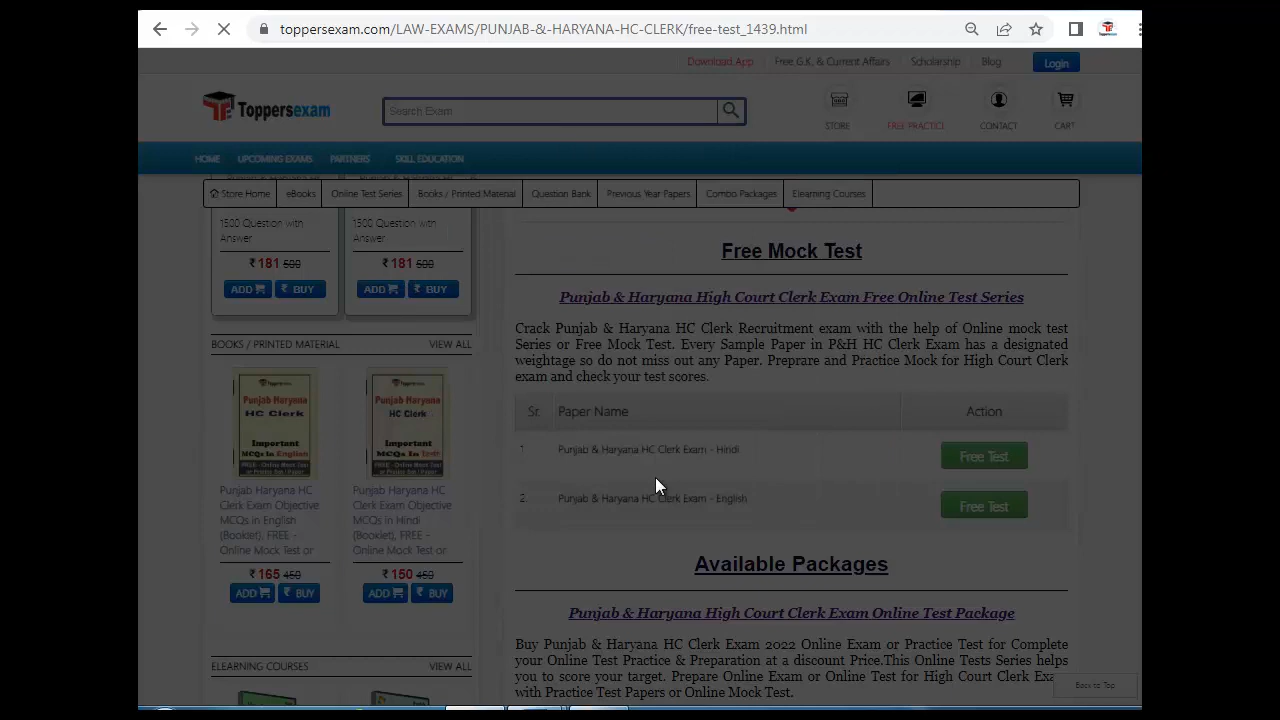 toppersexam.com/LAW-EXAMS/PUNJAB-&-HARYANA-HC-CLERK/free-test_1439.html
Download App Free G.K. & Current Affairs Scholarship Blog Login
Toppersexam
Search Exam
STORE FREE PRACTICE CONTACT CART
HOME UPCOMING EXAMS PARTNERS SKILL EDUCATION
Store Home eBooks Online Test Series Books / Printed Material Question Bank Previous Year Papers Combo Packages Elearning Courses
1500 Question with
Answer
₹ 181 500
ADD ₹ BUY
1500 Question with
Answer
₹ 181 500
ADD ₹ BUY
BOOKS / PRINTED MATERIAL VIEW ALL
Punjab Haryana
HC Clerk
Important
MCQs in English
FREE - Online Mock Test
Punjab Haryana
HC Clerk
Important
FREE - Online Mock Test
Punjab Haryana HC
Clerk Exam Objective
MCQs in English
(Booklet), FREE -
Online Mock Test or
₹ 165 450
ADD ₹ BUY
Punjab Haryana HC
Clerk Exam Objective
MCQs in Hindi
(Booklet), FREE -
Online Mock Test or
₹ 150 450
ADD ₹ BUY
ELEARNING COURSES VIEW ALL
Free Mock Test
Punjab & Haryana High Court Clerk Exam Free Online Test Series
Crack Punjab & Haryana HC Clerk Recruitment exam with the help of Online mock test
Series or Free Mock Test. Every Sample Paper in P&H HC Clerk Exam has a designated
weightage so do not miss out any Paper. Preprare and Practice Mock for High Court Clerk
exam and check your test scores.
Sr. Paper Name Action
1. Punjab & Haryana HC Clerk Exam - Hindi Free Test
2. Punjab & Haryana HC Clerk Exam - English Free Test
Available Packages
Punjab & Haryana High Court Clerk Exam Online Test Package
Buy Punjab & Haryana HC Clerk Exam 2022 Online Exam or Practice Test for Complete
your Online Test Practice & Preparation at a discount Price.This Online Tests Series helps
you to score your target. Prepare Online Exam or Online Test for High Court Clerk
with Practice Test Papers or Online Mock Test.
Back to Top